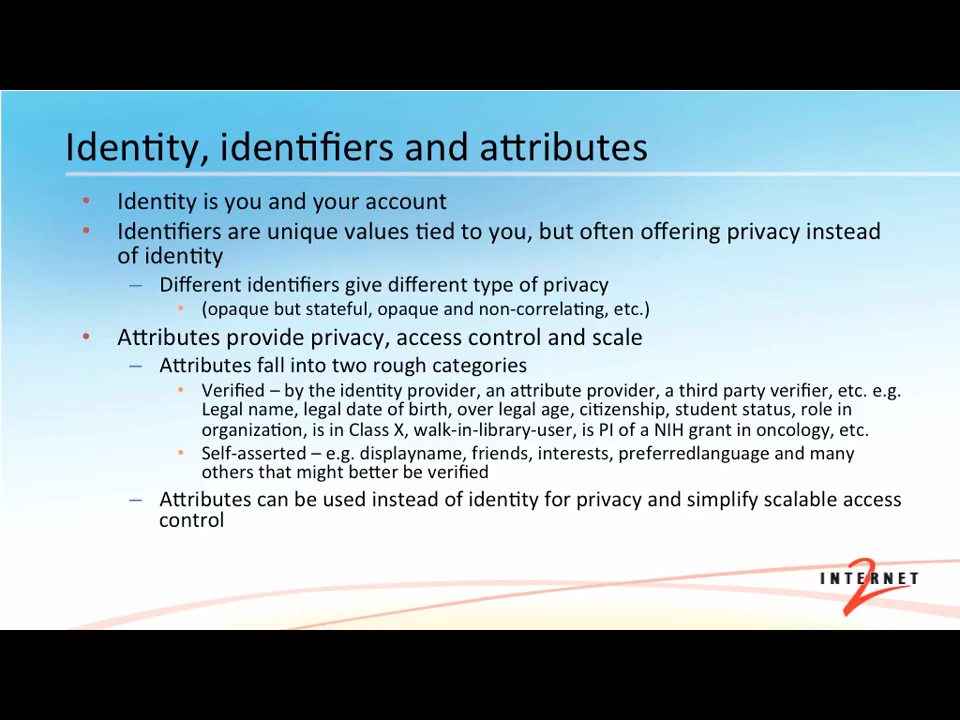 Identity, identifiers and attributes
• Identity is you and your account
• Identifiers are unique values tied to you, but often offering privacy instead
of identity
– Different identifiers give different type of privacy
• (opaque but stateful, opaque and non-correlating, etc.)
• Attributes provide privacy, access control and scale
– Attributes fall into two rough categories
• Verified – by the identity provider, an attribute provider, a third party verifier, etc. e.g.
Legal name, legal date of birth, over legal age, citizenship, student status, role in
organization, is in Class X, walk-in-library-user, is PI of a NIH grant in oncology, etc.
• Self-asserted – e.g. displayname, friends, interests, preferredlanguage and many
others that might better be verified
– Attributes can be used instead of identity for privacy and simplify scalable access
control
INTERNET 2